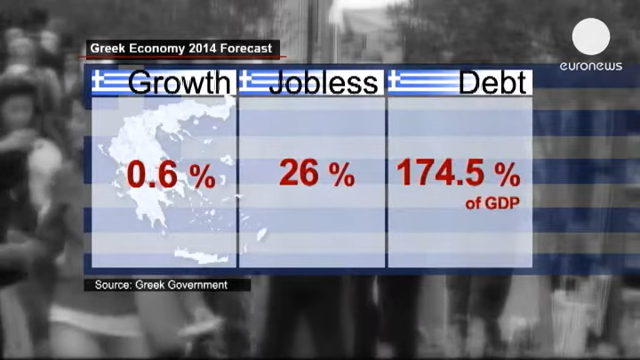 Greek Economy 2014 Forecast
euronews
Growth Jobless Debt
0.6 % 26 % 174.5 %
of GDP
Source: Greek Government